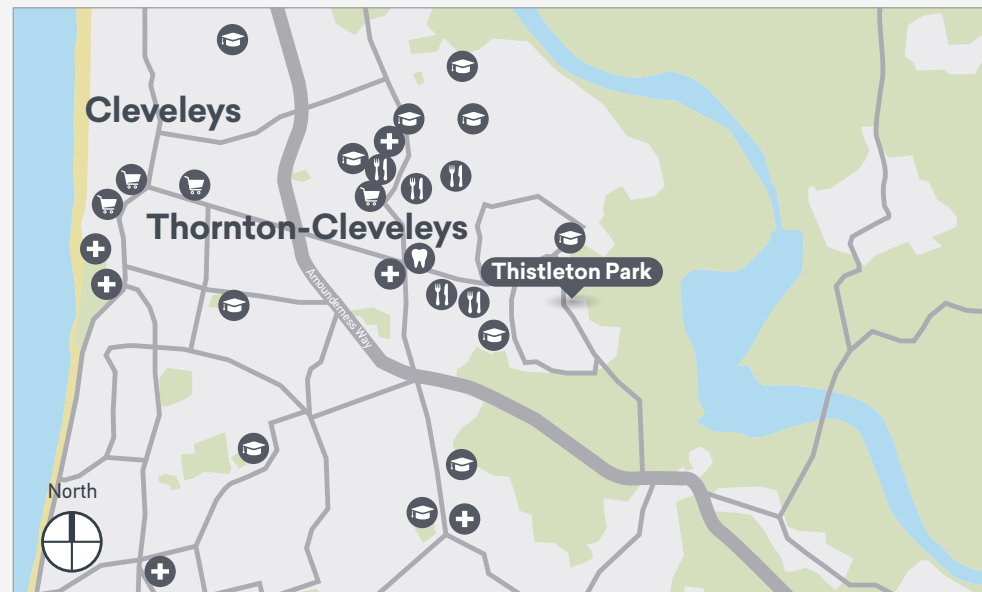 Cleveleys
Thornton-Cleveleys
Thistleton Park
Amounderness Way
North